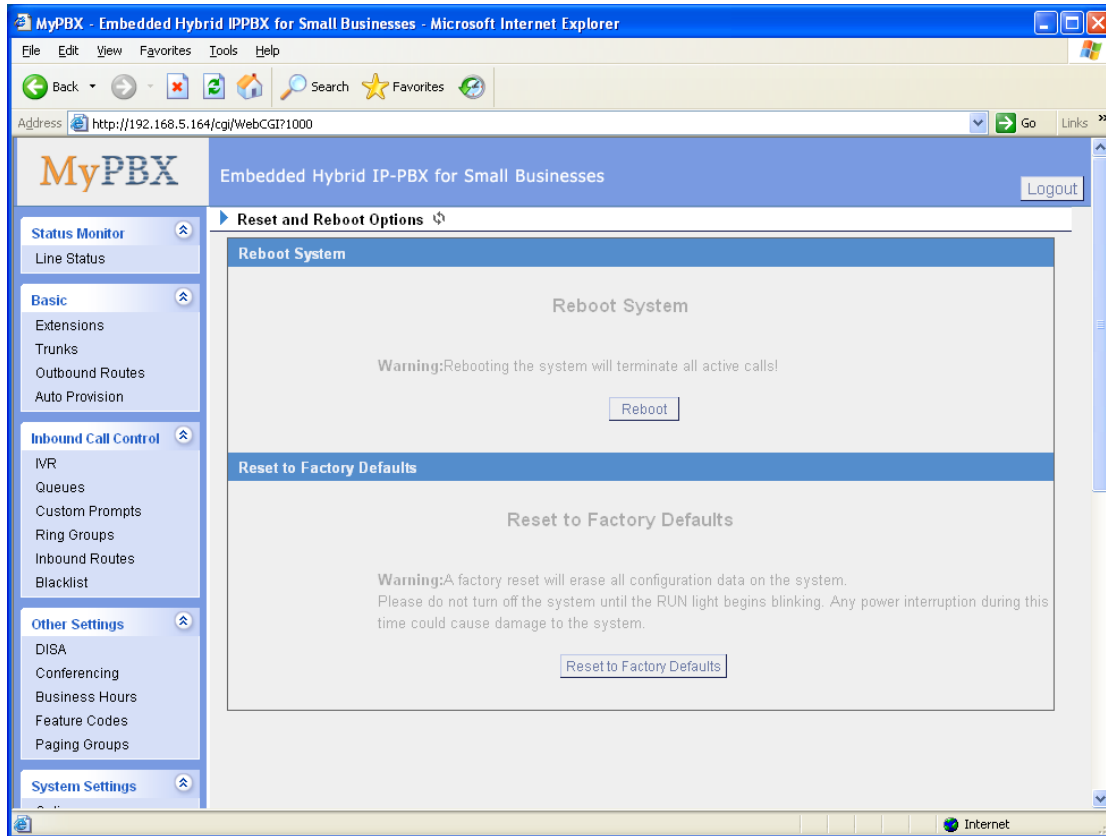 MyPBX - Embedded Hybrid IPPBX for Small Businesses - Microsoft Internet Explorer
File Edit View Favorites Tools Help
Back Search Favorites
Address http://192.168.5.164/cgi/WebCGI?1000 Go Links »
MyPBX
Embedded Hybrid IP-PBX for Small Businesses
Logout
Status Monitor
Line Status
Basic
Extensions
Trunks
Outbound Routes
Auto Provision
Inbound Call Control
IVR
Queues
Custom Prompts
Ring Groups
Inbound Routes
Blacklist
Other Settings
DISA
Conferencing
Business Hours
Feature Codes
Paging Groups
System Settings
Reset and Reboot Options
Reboot System
Reboot System
Warning:Rebooting the system will terminate all active calls!
Reboot
Reset to Factory Defaults
Reset to Factory Defaults
Warning:A factory reset will erase all configuration data on the system.
Please do not turn off the system until the RUN light begins blinking. Any power interruption during this
time could cause damage to the system.
Reset to Factory Defaults
Internet